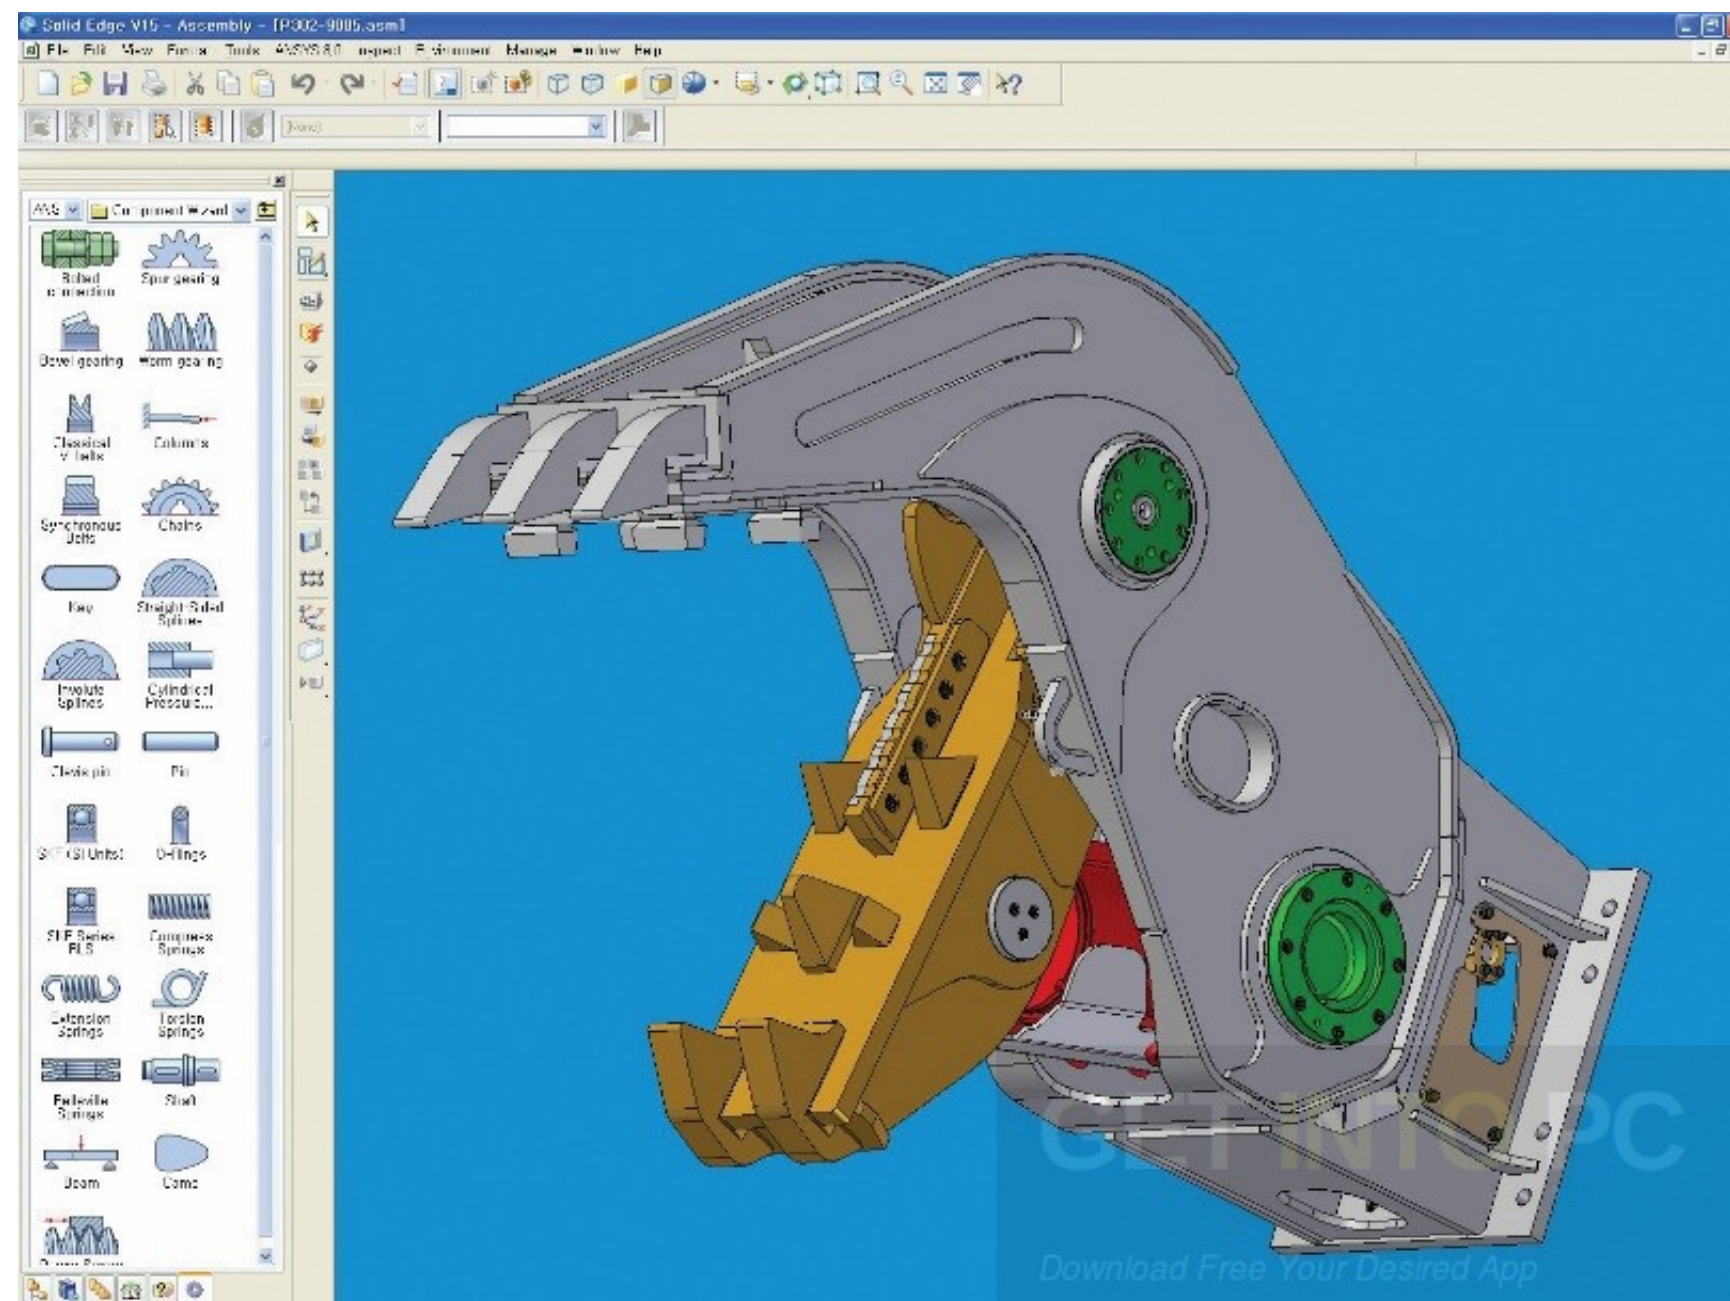 Solid Edge V15 - Assembly - [P302-9005.asm]
File Edit View Format Tools ANSYS 8.0 Inspect Environment Manage Window Help
[None]
Component Wizard
Bolted
connection
Spur gearing
Bevel gearing
Worm gearing
Classical
V belts
Columns
Synchronous
Belts
Chains
Key
Straight-Sided
Splines
Involute
Splines
Cylindrical
Pressure...
Clevis pin
Pin
SKF (SI Units)
O-Rings
SKF Series
Compress
Springs
Extension
Springs
Torsion
Springs
Belleville
Springs
Shaft
Beam
Cams
GET INTO PC
Download Free Your Desired App